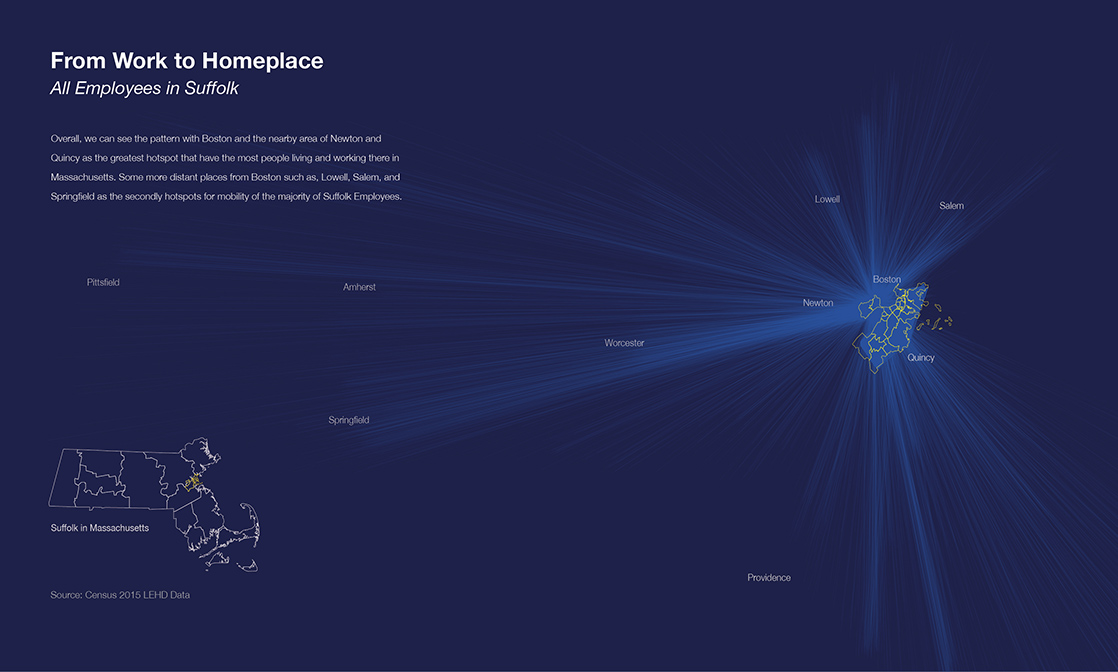 From Work to Homeplace
All Employees in Suffolk
Overall, we can see the pattern with Boston and the nearby area of Newton and
Quincy as the greatest hotspot that have the most people living and working there in
Massachusetts. Some more distant places from Boston such as, Lowell, Salem, and
Springfield as the secondly hotspots for mobility of the majority of Suffolk Employees.
Lowell
Salem
Boston
Pittsfield
Amherst
Newton
Worcester
Quincy
Springfield
Suffolk in Massachusetts
Providence
Source: Census 2015 LEHD Data